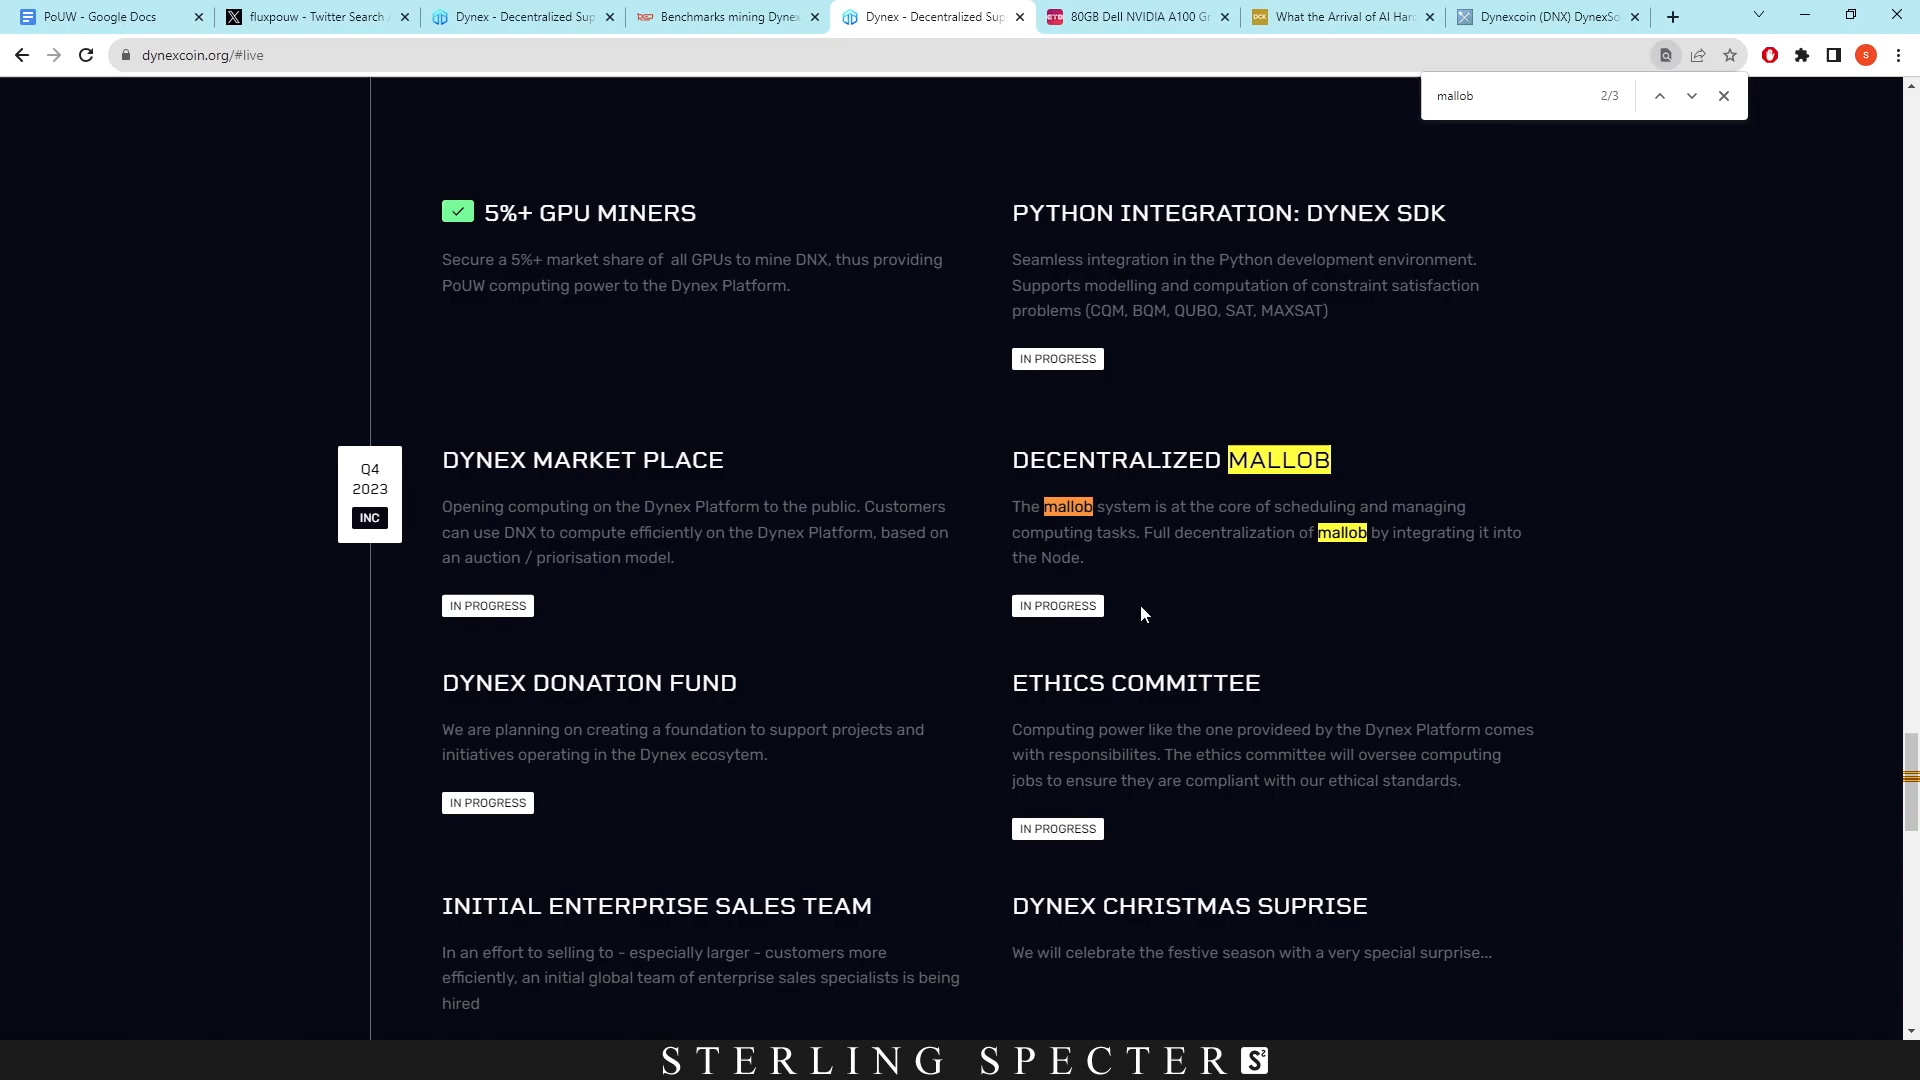 PoUW - Google Docs
fluxpouw - Twitter Search
Dynex - Decentralized Sup
Benchmarks mining Dynex
Dynex - Decentralized Sup
80GB Dell NVIDIA A100 Gr
What the Arrival of AI Hard
Dynexcoin (DNX) DynexSo
dynexcoin.org/#live
mallob 2/3
5%+ GPU MINERS
Secure a 5%+ market share of all GPUs to mine DNX, thus providing
PoUW computing power to the Dynex Platform.
PYTHON INTEGRATION: DYNEX SDK
Seamless integration in the Python development environment.
Supports modelling and computation of constraint satisfaction
problems (CQM, BQM, QUBO, SAT, MAXSAT)
IN PROGRESS
Q4
2023
INC
DYNEX MARKET PLACE
Opening computing on the Dynex Platform to the public. Customers
can use DNX to compute efficiently on the Dynex Platform, based on
an auction / priorisation model.
IN PROGRESS
DECENTRALIZED MALLOB
The mallob system is at the core of scheduling and managing
computing tasks. Full decentralization of mallob by integrating it into
the Node.
IN PROGRESS
DYNEX DONATION FUND
We are planning on creating a foundation to support projects and
initiatives operating in the Dynex ecosytem.
IN PROGRESS
ETHICS COMMITTEE
Computing power like the one provideed by the Dynex Platform comes
with responsibilites. The ethics committee will oversee computing
jobs to ensure they are compliant with our ethical standards.
IN PROGRESS
INITIAL ENTERPRISE SALES TEAM
In an effort to selling to - especially larger - customers more
efficiently, an initial global team of enterprise sales specialists is being
hired
DYNEX CHRISTMAS SUPRISE
We will celebrate the festive season with a very special surprise...
STERLING SPECTER